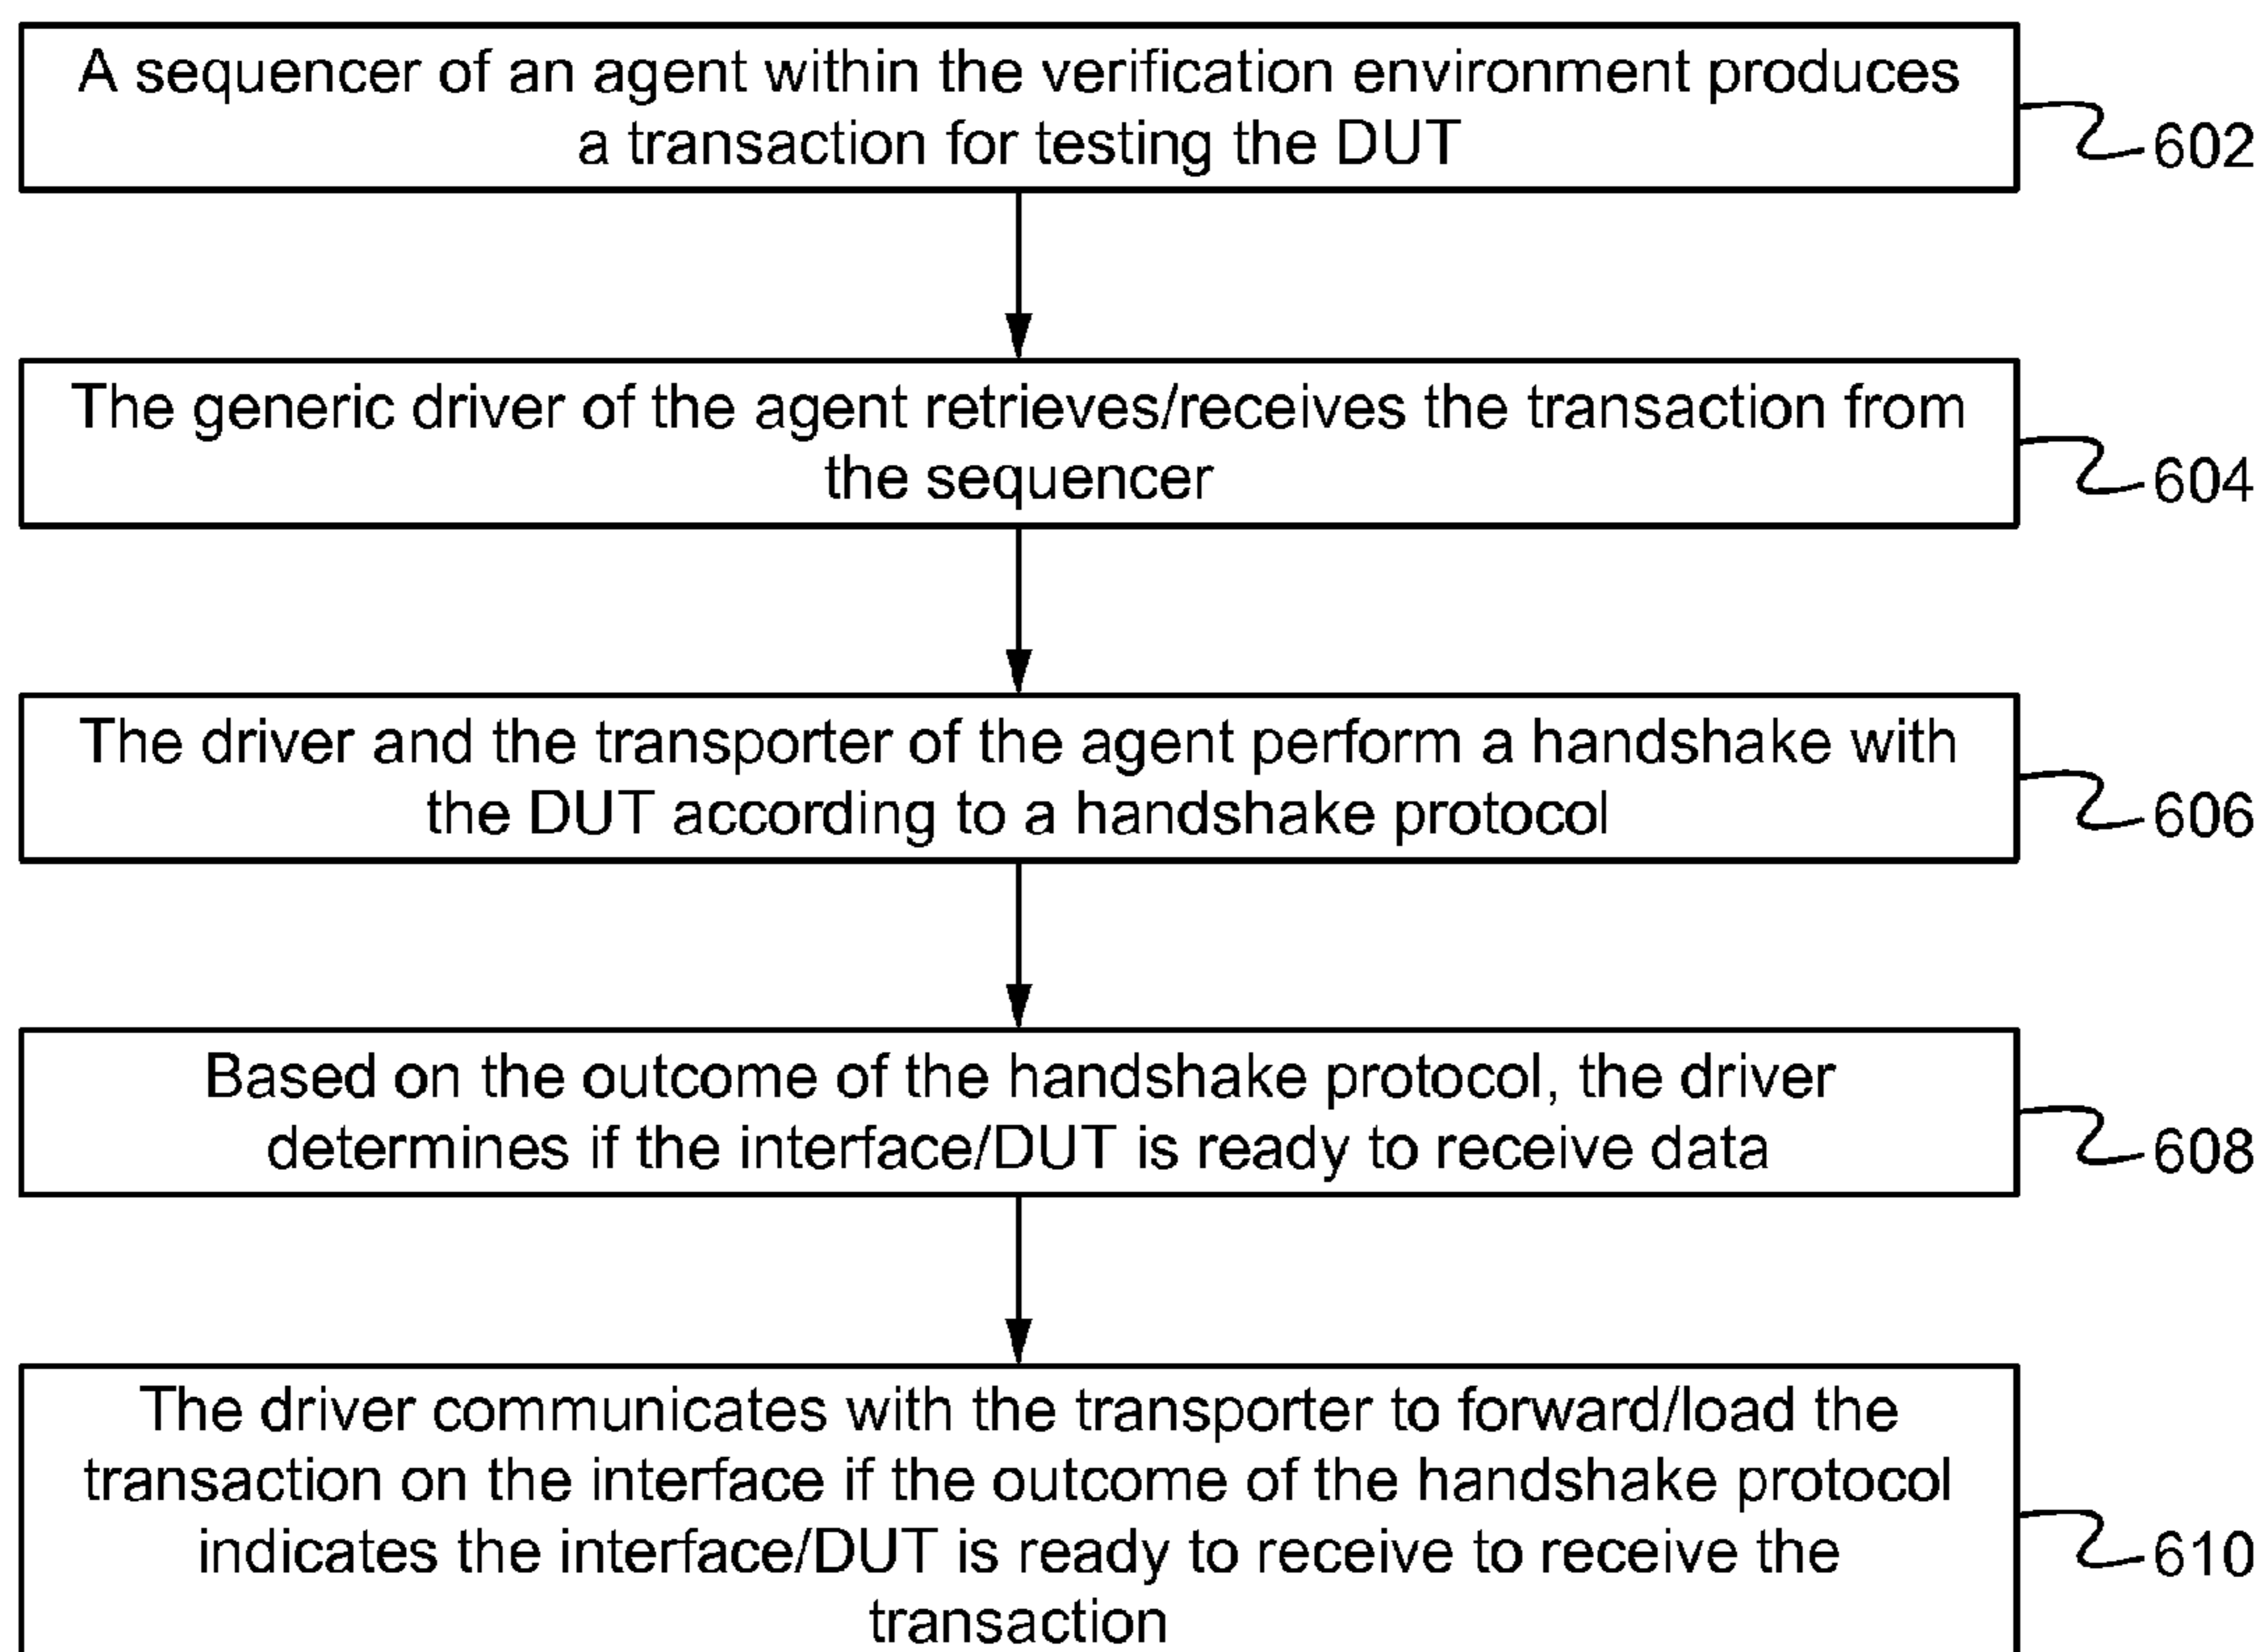 A sequencer of an agent within the verification environment produces
a transaction for testing the DUT
602
The generic driver of the agent retrieves/receives the transaction from
the sequencer
604
The driver and the transporter of the agent perform a handshake with
the DUT according to a handshake protocol
606
Based on the outcome of the handshake protocol, the driver
determines if the interface/DUT is ready to receive data
608
The driver communicates with the transporter to forward/load the
transaction on the interface if the outcome of the handshake protocol
indicates the interface/DUT is ready to receive to receive the
transaction
610